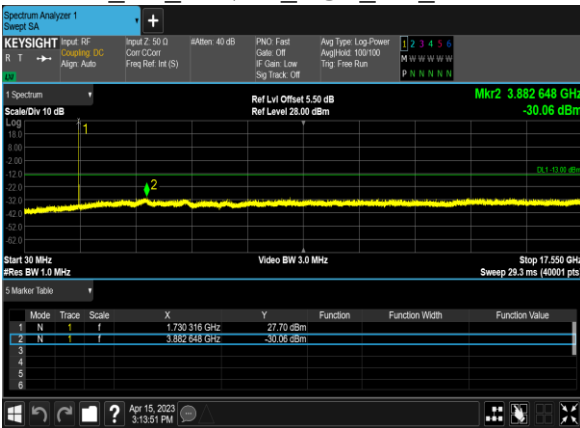 Spectrum Analyzer 1
Swept SA
KEYSIGHT Input: RF Input Z: 50 Ω #Atten: 40 dB PNO: Fast Avg Type: Log-Power 1 2 3 4 5 6
R T Coupling: DC Corr CCorr Gate: Off Avg|Hold: 100/100 M W W W W W
Align: Auto Freq Ref: Int (S) IF Gain: Low Trig: Free Run
LW Sig Track: Off P N N N N N
1 Spectrum Ref Lvl Offset 5.50 dB Mkr2 3.882 648 GHz
Scale/Div 10 dB Ref Level 28.00 dBm -30.06 dBm
Log
18.0 1
8.00
-2.00
-12.0 DL1 -13.00 dBm
-22.0 2
-32.0
-42.0
-52.0
-62.0
Start 30 MHz Video BW 3.0 MHz Stop 17.550 GHz
#Res BW 1.0 MHz Sweep 29.3 ms (40001 pts)
5 Marker Table
Mode Trace Scale X Y Function Function Width Function Value
1 N 1 f 1.730 316 GHz 27.70 dBm
2 N 1 f 3.882 648 GHz -30.06 dBm
3
4
5
6
? Apr 15, 2023
3:13:51 PM